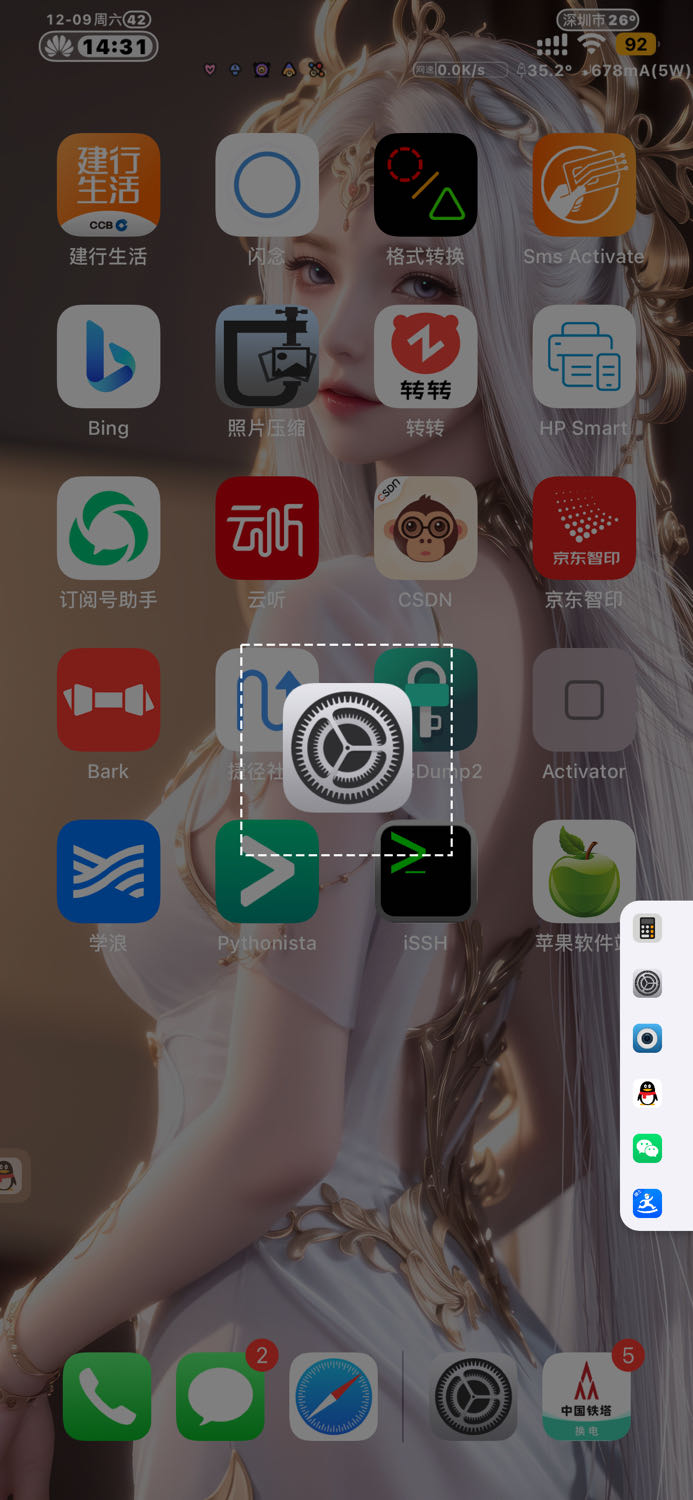 12-09周六 42
深圳市 26°
14:31
92
网速 0.0K/s
35.2°
678mA(5W)
建行
生活
CCB
建行生活
闪念
格式转换
Sms Activate
Bing
照片压缩
转转
转转
HP Smart
订阅号助手
云听
云听
CSDN
CSDN
京东智印
京东智印
Bark
捷径社
sDump2
Activator
学浪
Pythonista
iSSH
苹果软件
2
5
中国铁塔
换电